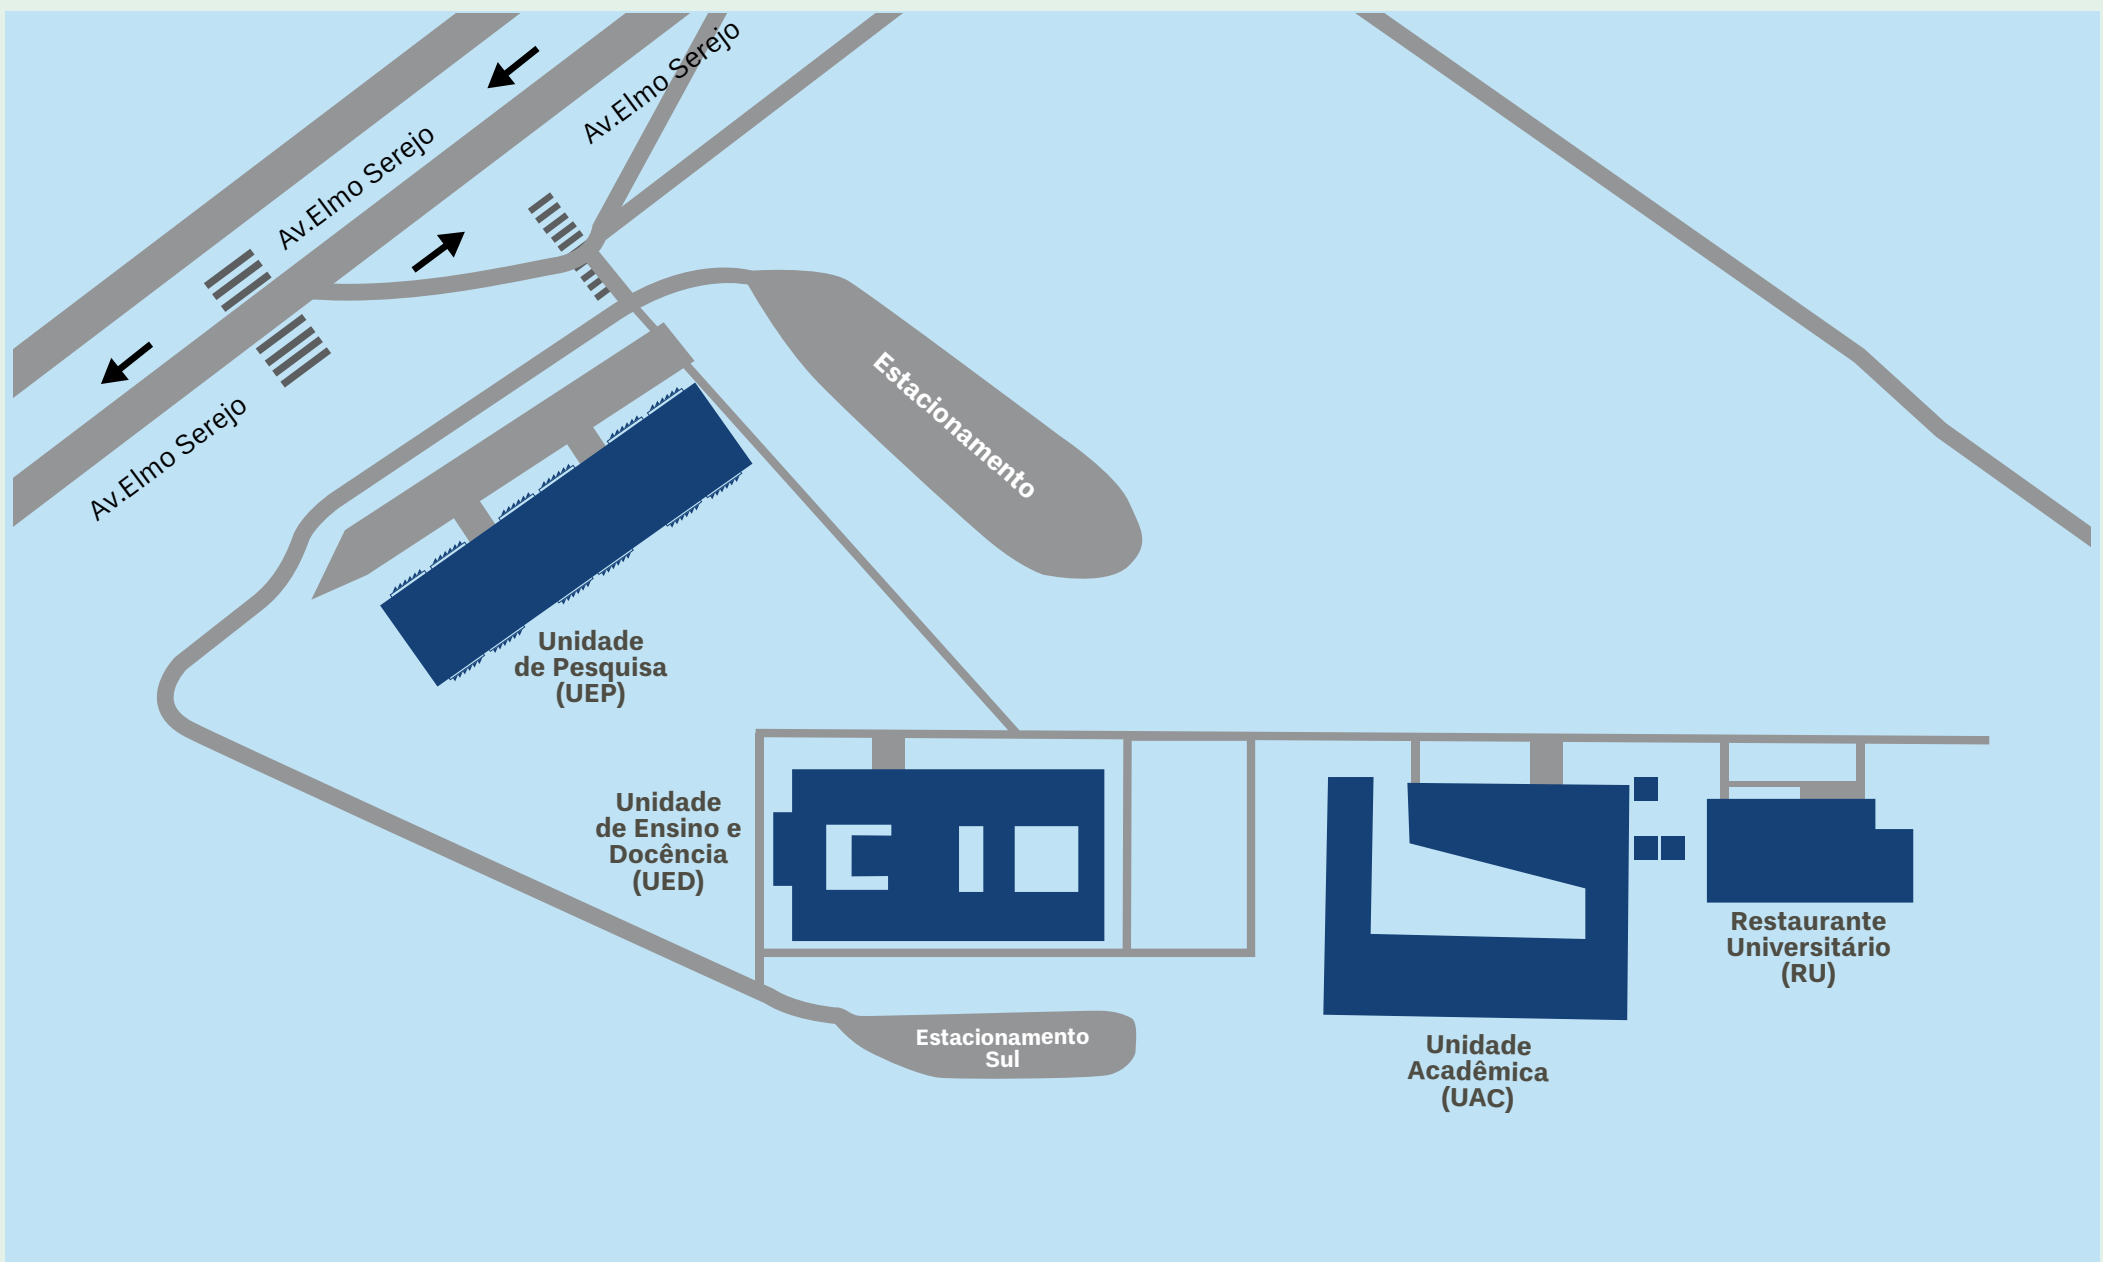 Av.Elmo Serejo
Av.Elmo Serejo
Av.Elmo Serejo
Estacionamento
Unidade
de Pesquisa
(UEP)
Unidade
de Ensino e
Docência
(UED)
Restaurante
Universitário
(RU)
Estacionamento
Sul
Unidade
Acadêmica
(UAC)